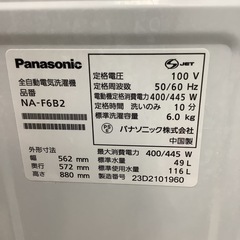 Panasonic
JET
全自動電気洗濯機
品番
NA-F6B2
定格電圧 100 V
定格周波数 50/60 Hz
電動機定格消費電力 400/445 W
定格時間 洗いのみ 10 分
標準洗濯容量 6.0 kg
パナソニック株式会社
中国製
外形寸法
幅 562 mm
奥行 572 mm
高さ 880 mm
最大消費電力 400/445 W
標準水量 49 L
標準使用水量 116 L
23D2101960